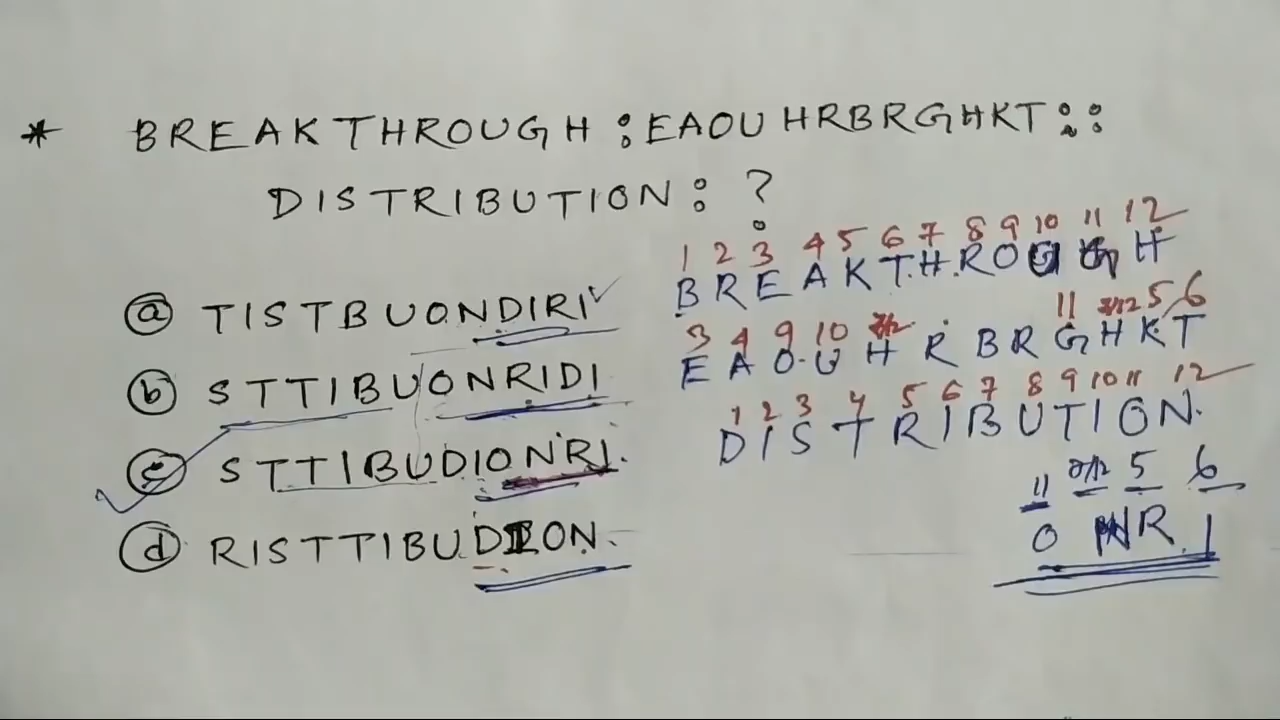 * BREAKTHROUGH : EAOUHRBRGHKT ::
DISTRIBUTION : ?
(a) TISTBUONDIRI
(b) STTIBUONRIDI
(c) STTIBUDIONRI.
(d) RISTTIBUDION.
1 2 3 4 5 6 7 8 9 10 11 12
BREAKTHROUGH
3 4 9 10 11 5 6
EAOUHRBRGHKT
1 2 3 4 5 6 7 8 9 10 11 12
DISTRIBUTION.
11 5 6
O N R I